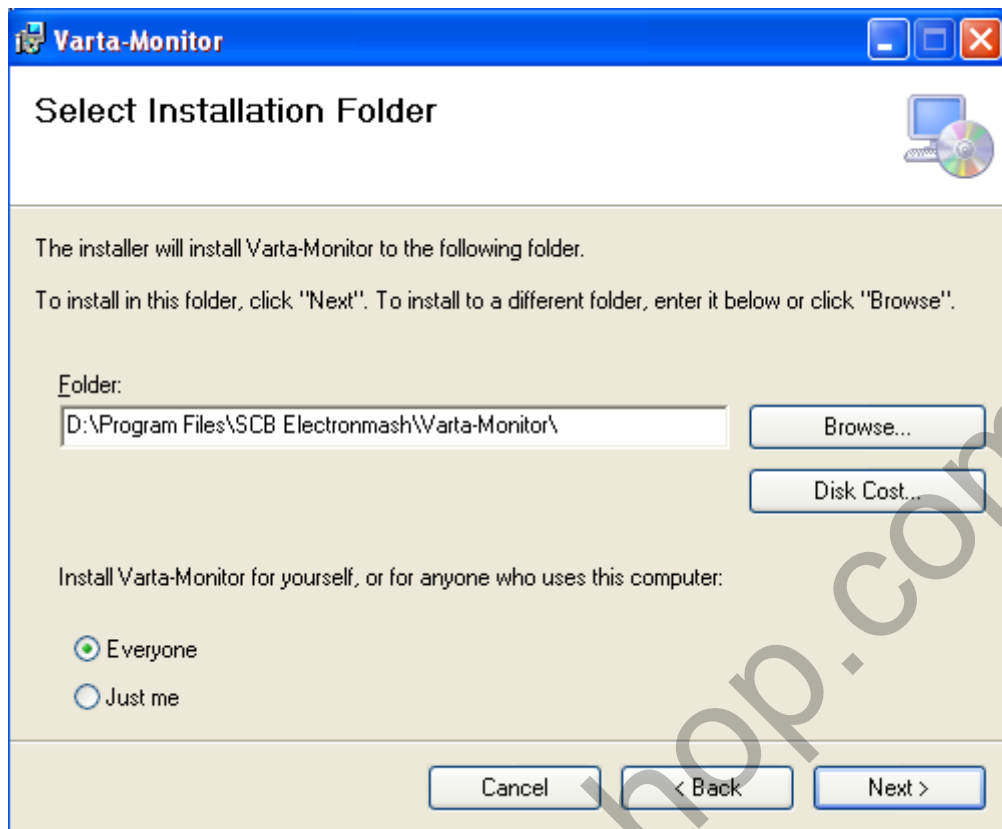 Varta-Monitor
Select Installation Folder
The installer will install Varta-Monitor to the following folder.
To install in this folder, click "Next". To install to a different folder, enter it below or click "Browse".
Folder:
D:\Program Files\SCB Electronmash\Varta-Monitor\
Browse...
Disk Cost...
Install Varta-Monitor for yourself, or for anyone who uses this computer:
Everyone
Just me
Cancel
< Back
Next >
hop.com